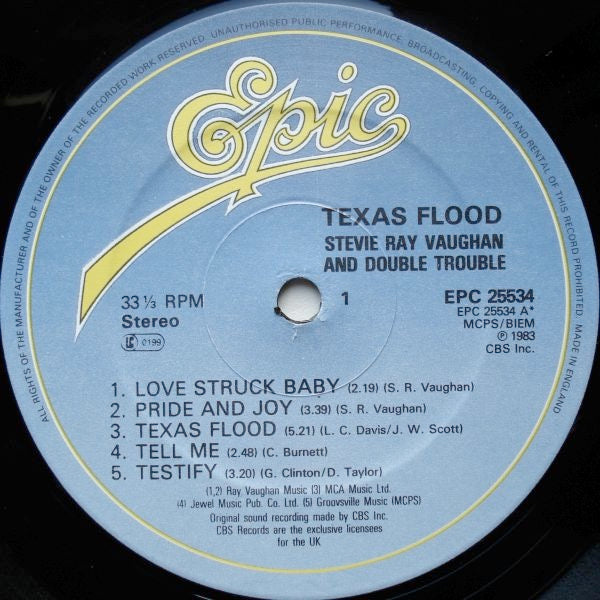 ALL RIGHTS OF THE MANUFACTURER AND OF THE OWNER OF THE RECORDED WORK RESERVED. UNAUTHORISED PUBLIC PERFORMANCE, BROADCASTING, COPYING AND RENTAL OF THIS RECORD PROHIBITED. MADE IN ENGLAND
Epic
TEXAS FLOOD
STEVIE RAY VAUGHAN
AND DOUBLE TROUBLE
33⅓ RPM
Stereo
LC 0199
1
EPC 25534
EPC 25534 A*
MCPS/BIEM
℗ 1983
CBS Inc.
1. LOVE STRUCK BABY (2.19) (S. R. Vaughan)
2. PRIDE AND JOY (3.39) (S. R. Vaughan)
3. TEXAS FLOOD (5.21) (L. C. Davis/J. W. Scott)
4. TELL ME (2.48) (C. Burnett)
5. TESTIFY (3.20) (G. Clinton/D. Taylor)
(1,2) Ray Vaughan Music (3) MCA Music Ltd.
(4) Jewel Music Pub. Co. Ltd. (5) Groovsville Music (MCPS)
Original sound recording made by CBS Inc.
CBS Records are the exclusive licensees
for the UK